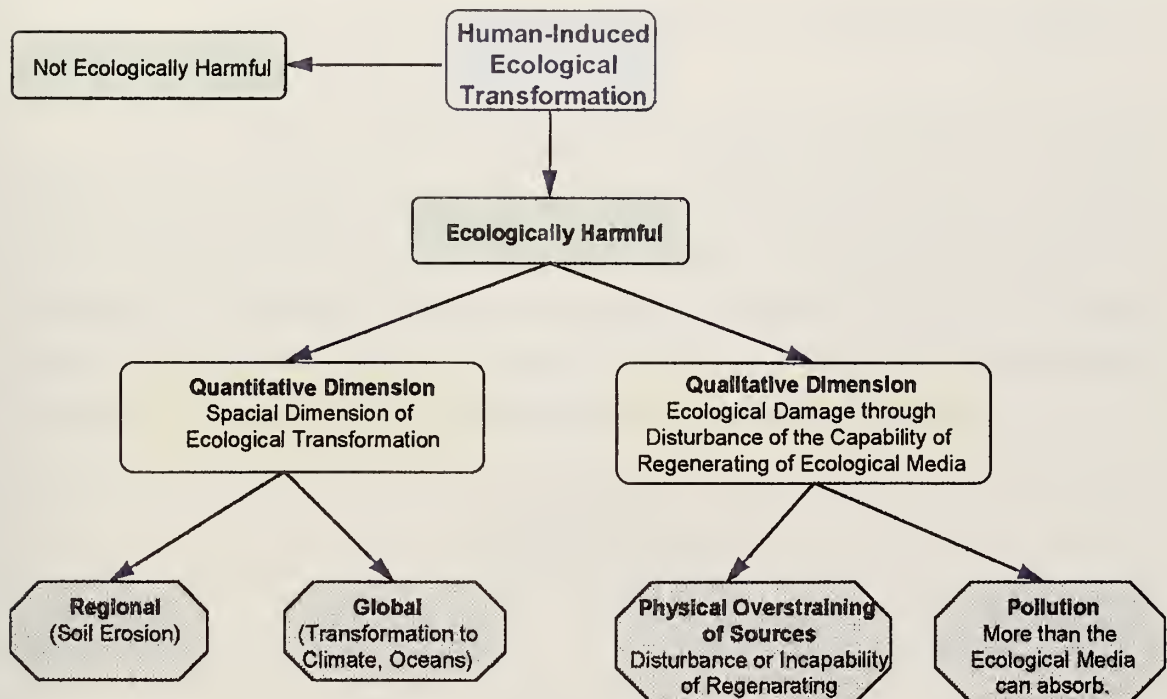 Human-Induced
Ecological
Transformation
Not Ecologically Harmful
Ecologically Harmful
Quantitative Dimension
Spacial Dimension of
Ecological Transformation
Qualitative Dimension
Ecological Damage through
Disturbance of the Capability of
Regenerating of Ecological Media
Regional
(Soil Erosion)
Global
(Transformation to
Climate, Oceans)
Physical Overstraining
of Sources
Disturbance or Incapability
of Regenarating
Pollution
More than the
Ecological Media
can absorb.